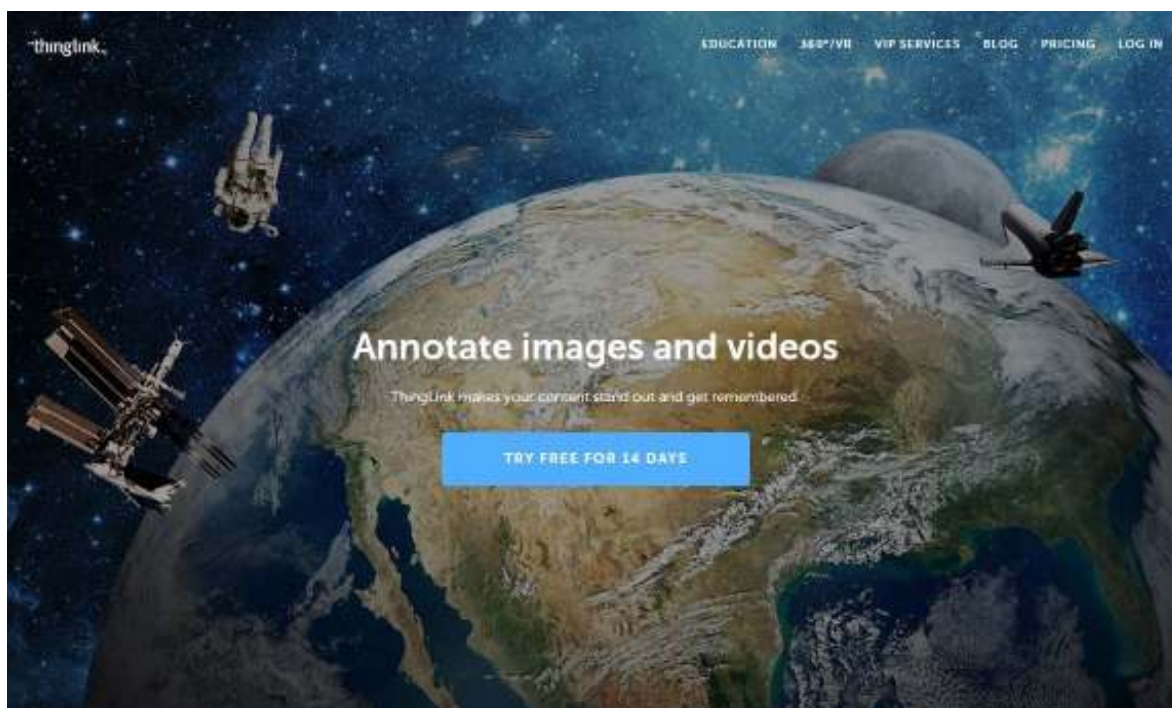 thinglink.
EDUCATION 360°/VR VIP SERVICES BLOG PRICING LOG IN
Annotate images and videos
ThingLink makes your content stand out and get remembered.
TRY FREE FOR 14 DAYS